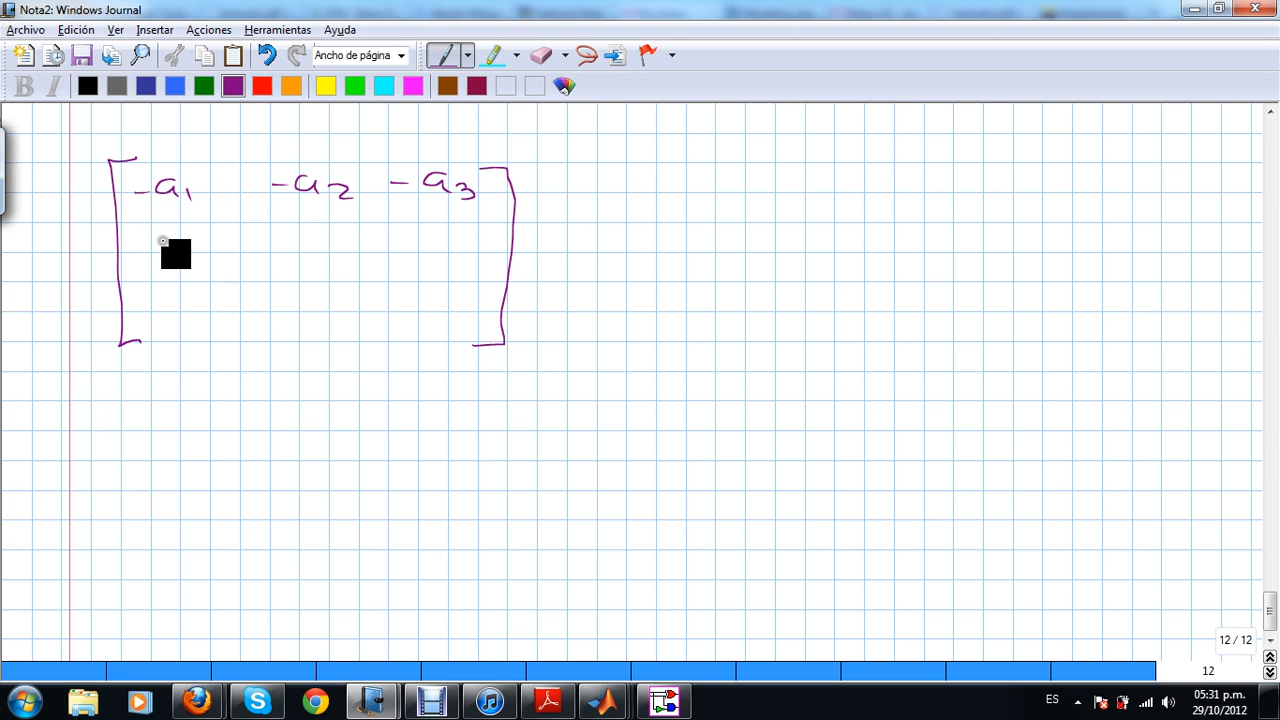 Nota2: Windows Journal
Archivo Edición Ver Insertar Acciones Herramientas Ayuda
Ancho de página
B I
-a₁ -a₂ -a₃
12 / 12
12
ES
05:31 p.m.
29/10/2012